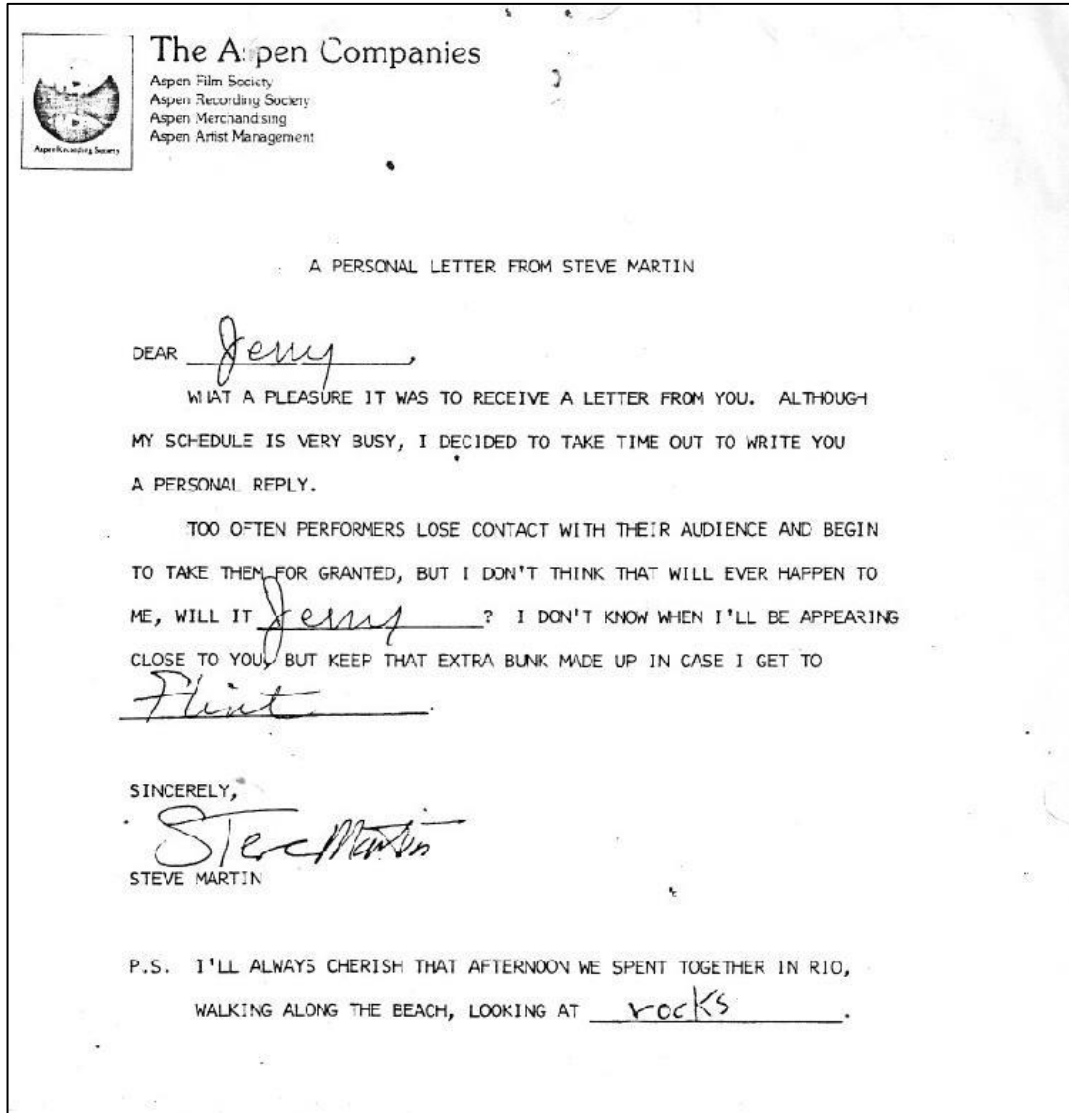 The Aspen Companies
Aspen Film Society
Aspen Recording Society
Aspen Merchandising
Aspen Artist Management
Aspen Recording Society
A PERSONAL LETTER FROM STEVE MARTIN
DEAR Jerry,
WHAT A PLEASURE IT WAS TO RECEIVE A LETTER FROM YOU. ALTHOUGH
MY SCHEDULE IS VERY BUSY, I DECIDED TO TAKE TIME OUT TO WRITE YOU
A PERSONAL REPLY.
TOO OFTEN PERFORMERS LOSE CONTACT WITH THEIR AUDIENCE AND BEGIN
TO TAKE THEM FOR GRANTED, BUT I DON'T THINK THAT WILL EVER HAPPEN TO
ME, WILL IT Jerry? I DON'T KNOW WHEN I'LL BE APPEARING
CLOSE TO YOU, BUT KEEP THAT EXTRA BUNK MADE UP IN CASE I GET TO
Flint.
SINCERELY,
Steve Martin
STEVE MARTIN
P.S. I'LL ALWAYS CHERISH THAT AFTERNOON WE SPENT TOGETHER IN RIO,
WALKING ALONG THE BEACH, LOOKING AT rocks.